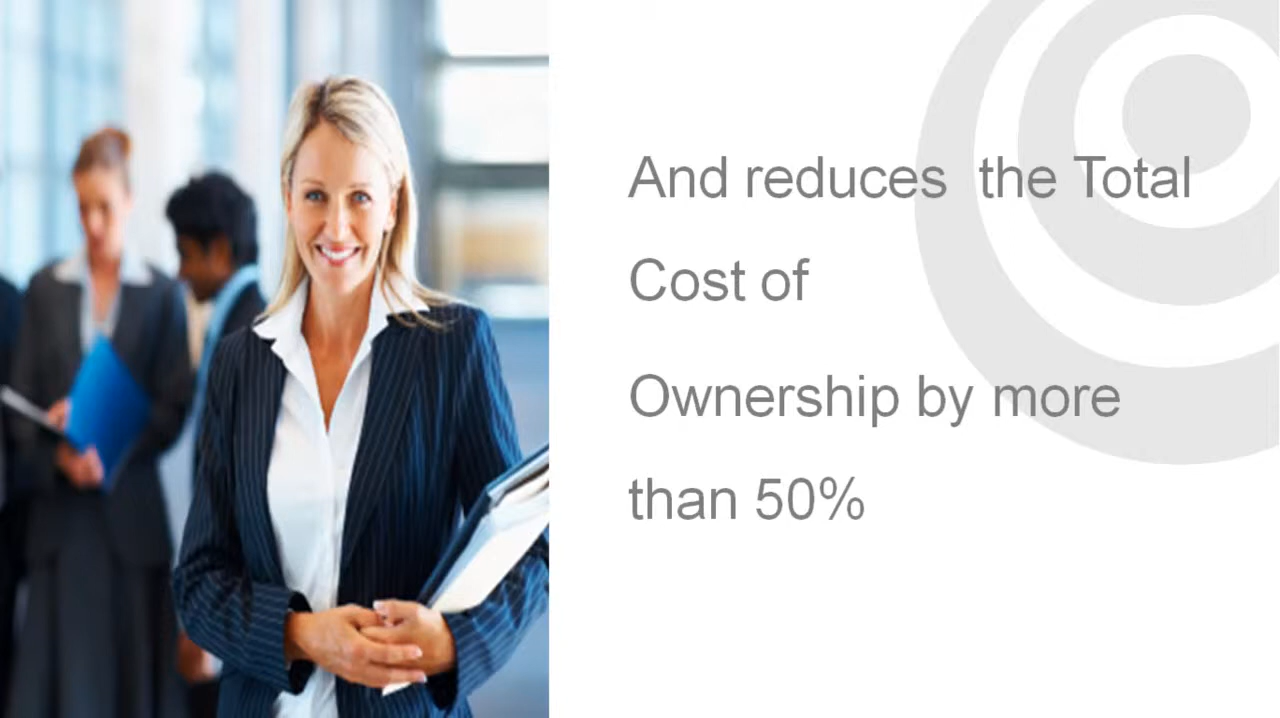 And reduces  the Total
Cost of
Ownership by more
than 50%